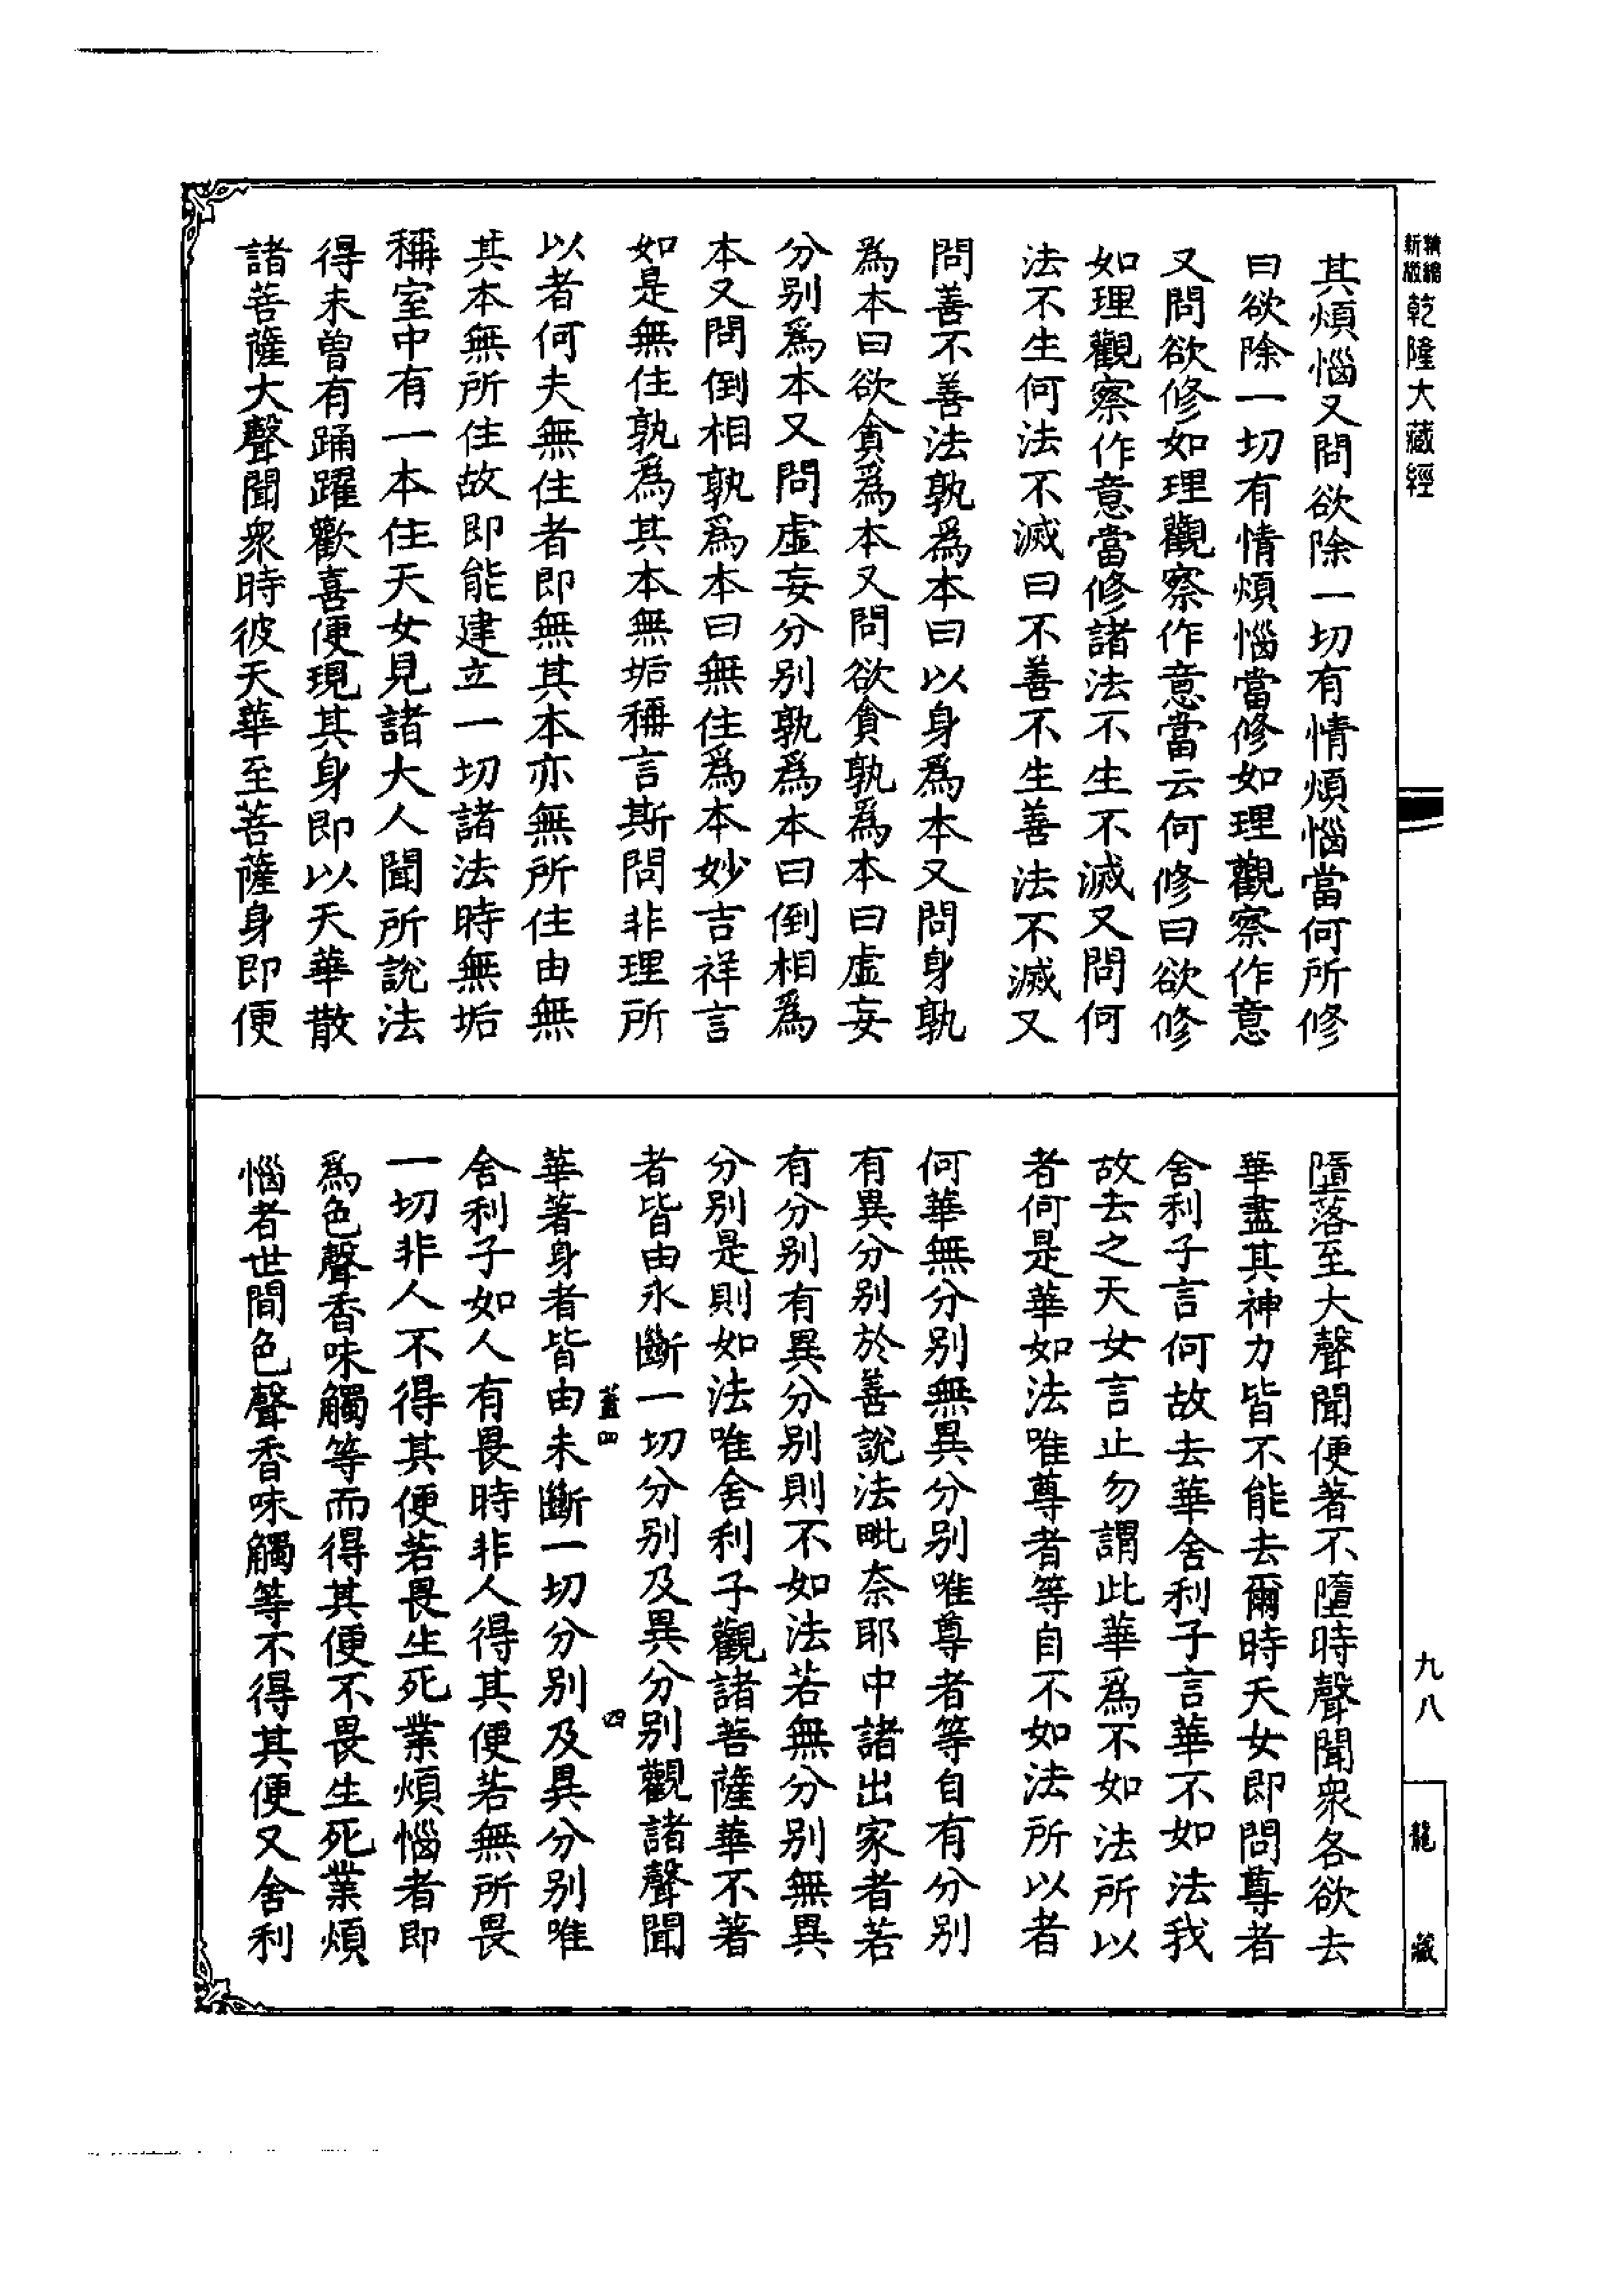 新版 精縮 乾隆大藏經
其煩惱又問欲除一切有情煩惱當何所修
曰欲除一切有情煩惱當修如理觀察作意
又問欲修如理觀察作意當云何修曰欲修
如理觀察作意當修諸法不生不滅又問何
法不生何法不滅曰不善不生善法不滅又
問善不善法孰為本曰以身為本又問身孰
為本曰欲貪爲本又問欲貪孰爲本曰虛妄
分别爲本又問虛妄分别孰爲本曰倒相爲
本又問倒相孰爲本曰無住爲本妙吉祥言
如是無住孰爲其本無垢稱言斯問非理所
以者何夫無住者即無其本亦無所住由無
其本無所住故即能建立一切諸法時無垢
稱室中有一本住天女見諸大人聞所說法
得未曾有踊躍歡喜便現其身即以天華散
諸菩薩大聲聞衆時彼天華至菩薩身即便
墮落至大聲聞便著不墮時聲聞衆各欲去
華盡其神力皆不能去爾時天女即問尊者
舍利子言何故去華舍利子言華不如法我
故去之天女言止勿謂此華爲不如法所以
者何是華如法唯尊者等自不如法所以者
何華無分别無異分别唯尊者等自有分别
有異分别於善說法毗奈耶中諸出家者若
有分别有異分别則不如法若無分别無異
分别是則如法唯舍利子觀諸菩薩華不著
者皆由永斷一切分别及異分别觀諸聲聞
蓋四 四
華著身者皆由未斷一切分别及異分别唯
舍利子如人有畏時非人得其便若無所畏
一切非人不得其便若畏生死業煩惱者即
爲色聲香味觸等而得其便不畏生死業煩
惱者世間色聲香味觸等不得其便又舍利
九八
龍藏